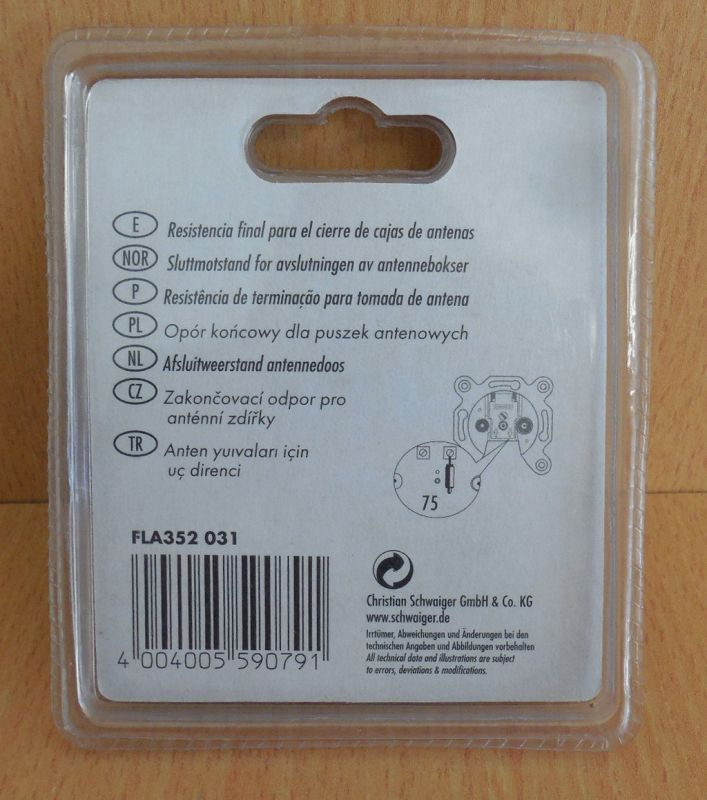 E Resistencia final para el cierre de cajas de antenas
NOR Sluttmotstand for avslutningen av antennebokser
P Resistência de terminação para tomada de antena
PL Opór końcowy dla puszek antenowych
NL Afsluitweerstand antennedoos
CZ Zakončovací odpor pro
anténní zdířky
TR Anten yuıvaları için
uç direnci
75
FLA352 031
4 004005 590791
Christian Schwaiger GmbH & Co. KG
www.schwaiger.de
Irrtümer, Abweichungen und Änderungen bei den
technischen Angaben und Abbildungen vorbehalten
All technical data and illustrations are subject
to errors, deviations & modifications.